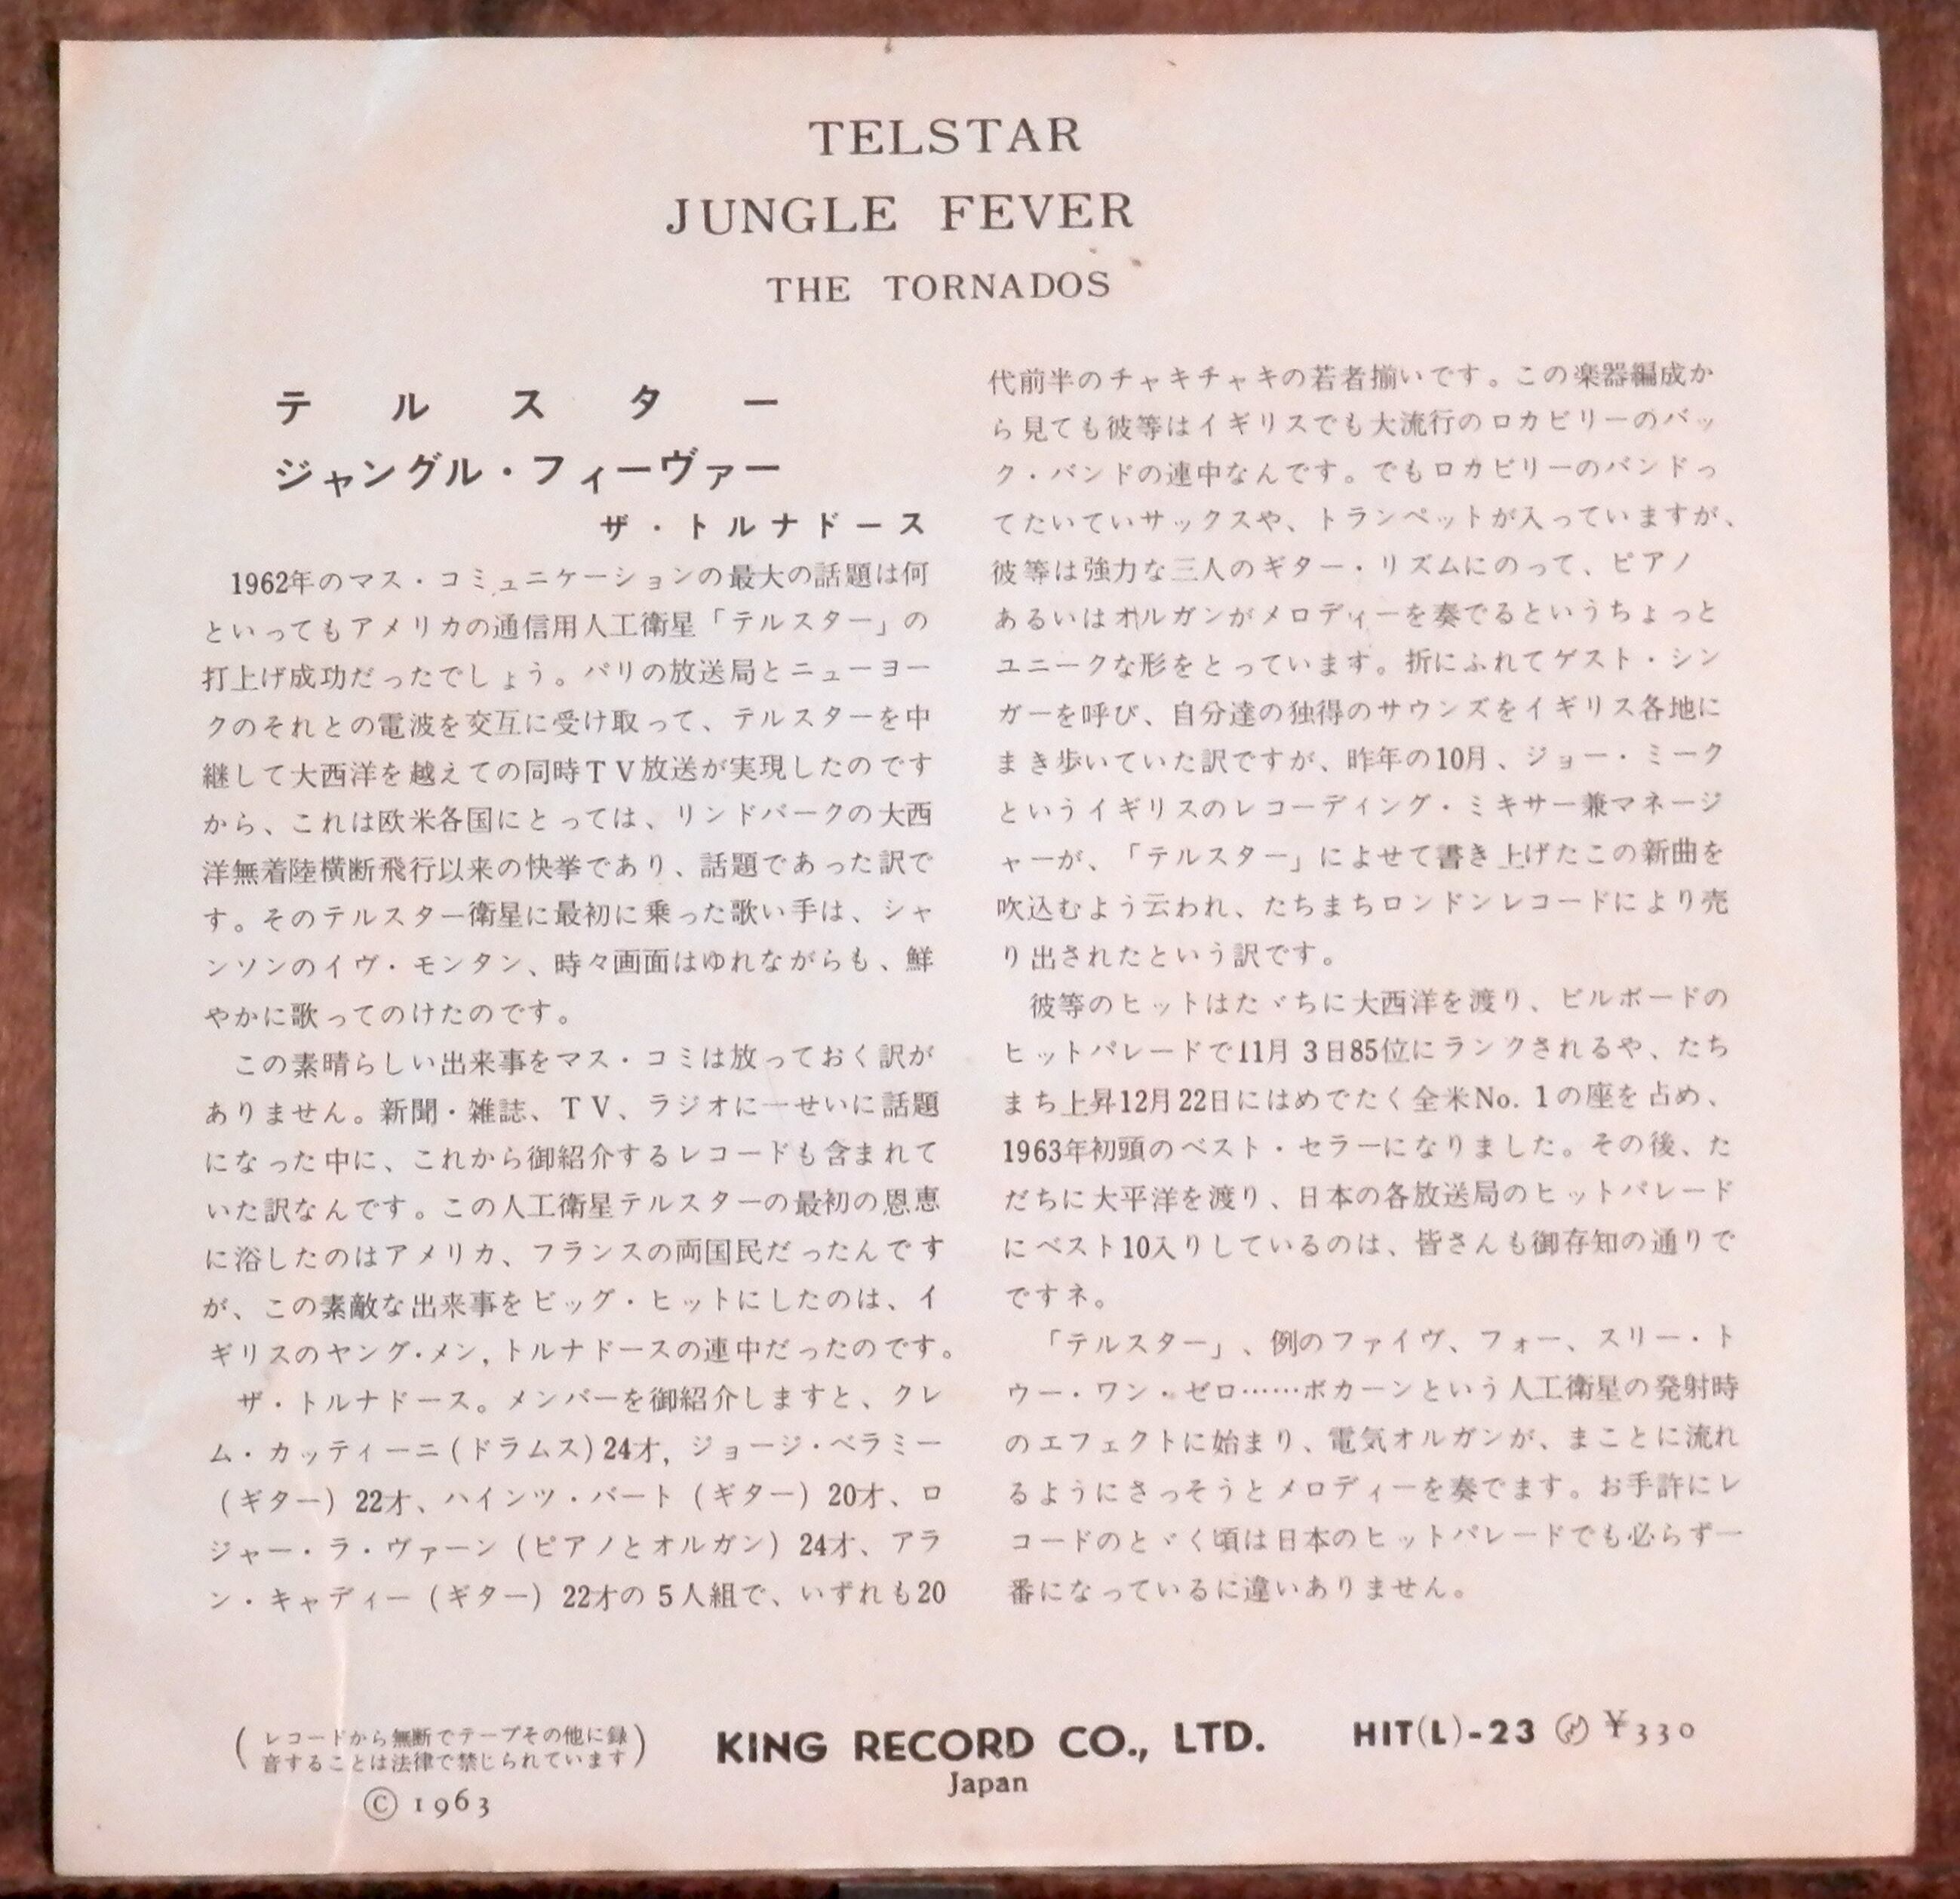 TELSTAR
JUNGLE FEVER
THE TORNADOS
テルスター
ジャングル・フィーヴァー
ザ・トルナドース
1962年のマス・コミュニケーションの最大の話題は何
といってもアメリカの通信用人工衛星「テルスター」の
打上げ成功だったでしょう。パリの放送局とニューヨー
クのそれとの電波を交互に受け取って、テルスターを中
継して大西洋を越えての同時TV放送が実現したのです
から、これは欧米各国にとっては、リンドバークの大西
洋無着陸横断飛行以来の快挙であり、話題であった訳で
す。そのテルスター衛星に最初に乗った歌い手は、シャ
ンソンのイヴ・モンタン、時々画面はゆれながらも、鮮
やかに歌ってのけたのです。
この素晴らしい出来事をマス・コミは放っておく訳が
ありません。新聞・雑誌、TV、ラジオに一せいに話題
になった中に、これから御紹介するレコードも含まれて
いた訳なんです。この人工衛星テルスターの最初の恩恵
に浴したのはアメリカ、フランスの両国民だったんです
が、この素敵な出来事をビッグ・ヒットにしたのは、イ
ギリスのヤング・メン,トルナドースの連中だったのです。
ザ・トルナドース。メンバーを御紹介しますと、クレ
ム・カッティーニ(ドラムス)24才,ジョージ・ベラミー
(ギター)22才、ハインツ・バート(ギター)20才、ロ
ジャー・ラ・ヴァーン(ピアノとオルガン)24才、アラ
ン・キャディー(ギター)22才の5人組で、いずれも20
代前半のチャキチャキの若者揃いです。この楽器編成か
ら見ても彼等はイギリスでも大流行のロカビリーのバッ
ク・バンドの連中なんです。でもロカビリーのバンドっ
てたいていサックスや、トランペットが入っていますが、
彼等は強力な三人のギター・リズムにのって、ピアノ
あるいはオルガンがメロディーを奏でるというちょっと
ユニークな形をとっています。折にふれてゲスト・シン
ガーを呼び、自分達の独得のサウンズをイギリス各地に
まき歩いていた訳ですが、昨年の10月、ジョー・ミーク
というイギリスのレコーディング・ミキサー兼マネージ
ャーが、「テルスター」によせて書き上げたこの新曲を
吹込むよう云われ、たちまちロンドンレコードにより売
り出されたという訳です。
彼等のヒットはたゞちに大西洋を渡り、ビルボードの
ヒットパレードで11月3日85位にランクされるや、たち
まち上昇12月22日にはめでたく全米No.1の座を占め、
1963年初頭のベスト・セラーになりました。その後、た
だちに大平洋を渡り、日本の各放送局のヒットパレード
にベスト10入りしているのは、皆さんも御存知の通りで
ですネ。
「テルスター」、例のファイヴ、フォー、スリー・ト
ウー・ワン・ゼロ……ボカーンという人工衛星の発射時
のエフェクトに始まり、電気オルガンが、まことに流れ
るようにさっそうとメロディーを奏でます。お手許にレ
コードのとゞく頃は日本のヒットパレードでも必らず一
番になっているに違いありません。
(レコードから無断でテープその他に録
音することは法律で禁じられています)
© 1963
KING RECORD CO., LTD.
Japan
HIT(L)-23 ¥330